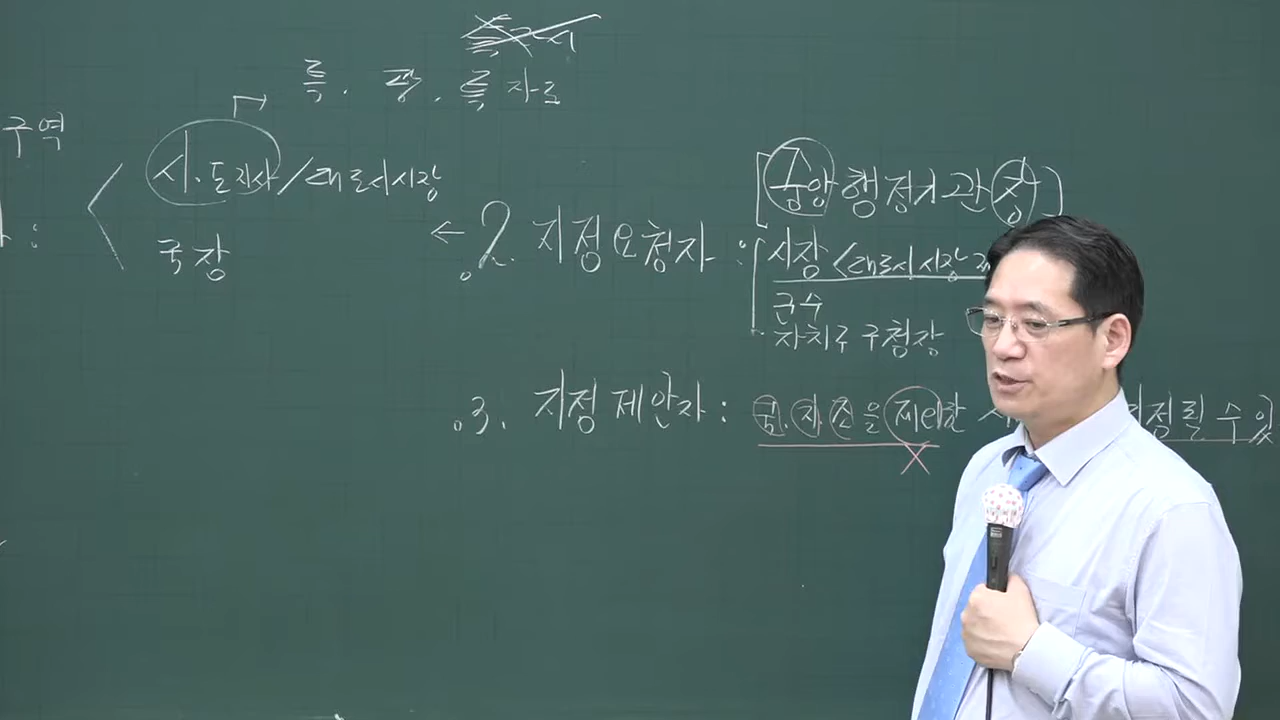 특. 광. 특자도
구역
시·도지사/대도시시장
국장
← 2. 지정요청자 :
[중앙행정기관장]
시장 <대도시시장
군수
자치구 구청장
3. 지정제안자 : 국. 지. 조을 제외한
지정될 수 있